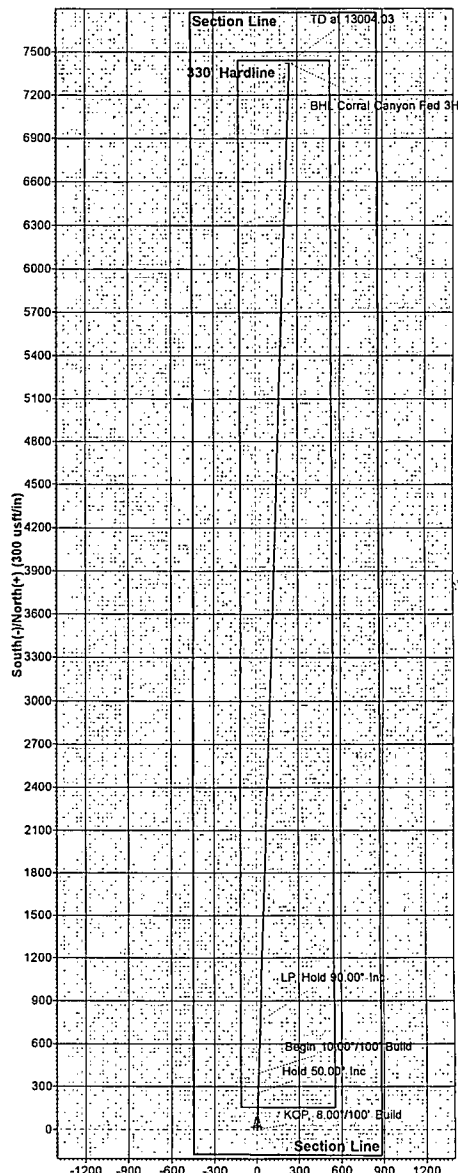 Section Line
TD at 13004.03
330' Hardline
BHL Corral Canyon Fed 3H
7500
7200
6900
6600
6300
6000
5700
5400
5100
4800
4500
4200
3900
3600
3300
3000
2700
2400
2100
1800
1500
1200
900
600
300
0
South(-)/North(+) (300 usft/in)
LP, Hold 90.00° Inc
Begin 10.00°/100' Build
Hold 50.00° Inc
KOP, 8.00°/100' Build
Section Line
-1200 -900 -600 -300 0 300 600 900 1200